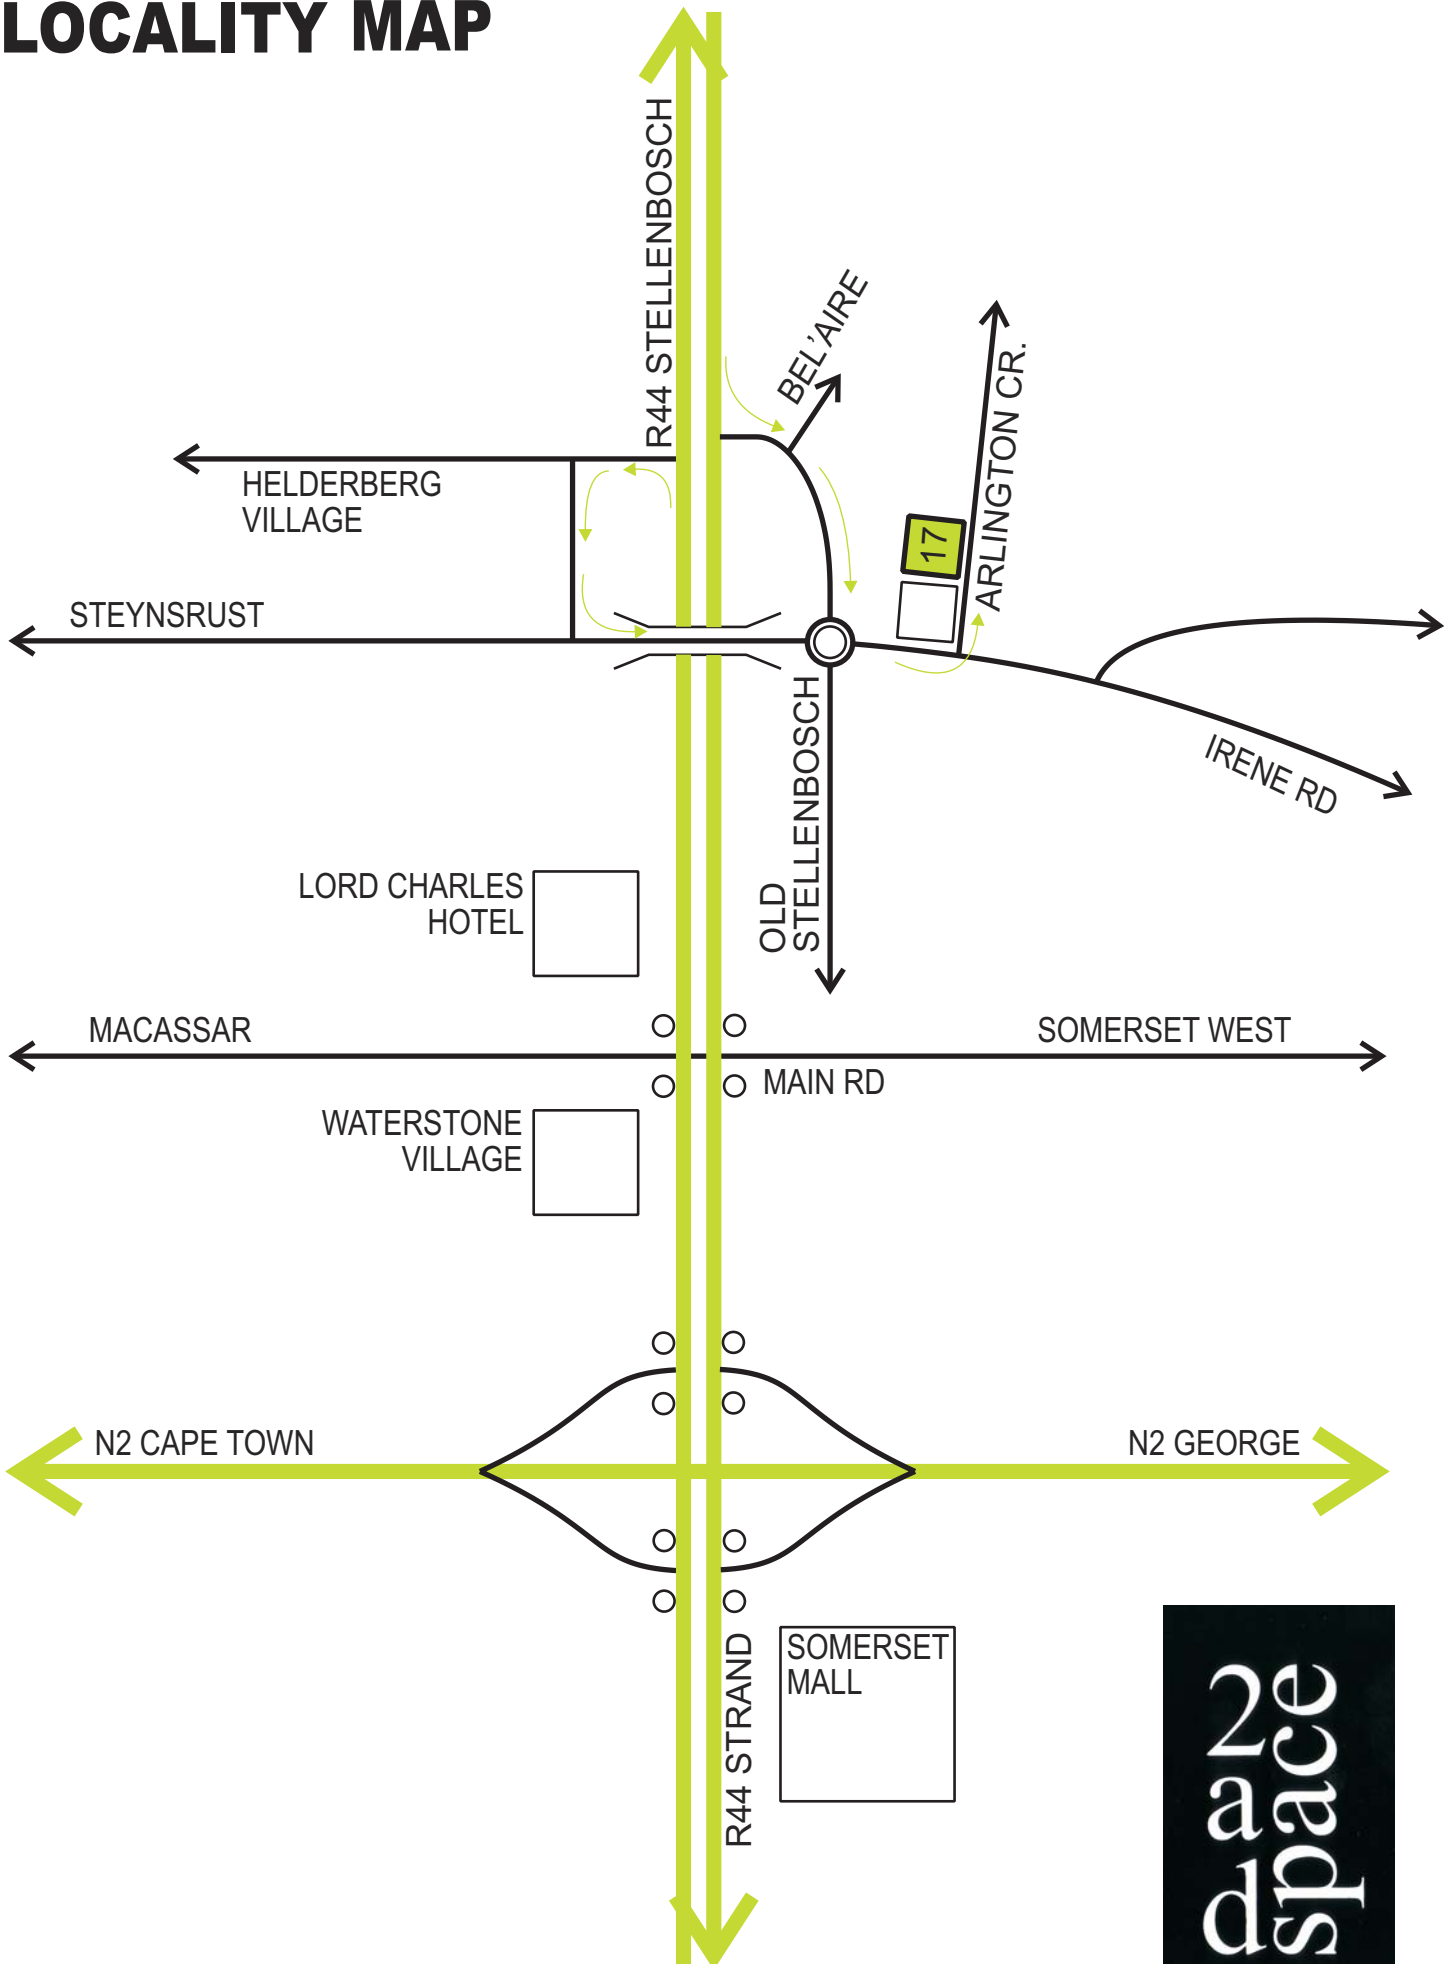 LOCALITY MAP
R44 STELLENBOSCH
BEL'AIRE
ARLINGTON CR.
HELDERBERG
VILLAGE
17
STEYNSRUST
OLD
STELLENBOSCH
IRENE RD
LORD CHARLES
HOTEL
MACASSAR
SOMERSET WEST
MAIN RD
WATERSTONE
VILLAGE
N2 CAPE TOWN
N2 GEORGE
R44 STRAND
SOMERSET
MALL
da2
space